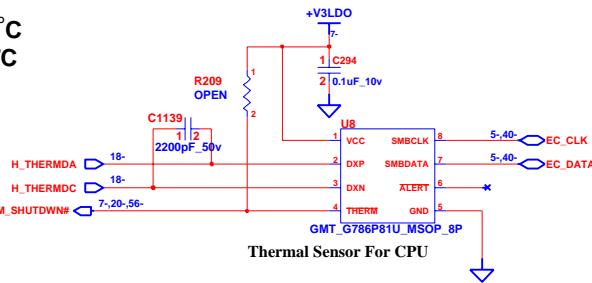 °C
°C
+V3LDO
7-
1 C294
2 0.1uF_10v
R209
OPEN
1
2
C1139
1 2
2200pF_50v
U8
1 VCC SMBCLK 8 5-,40- EC_CLK
H_THERMDA 18- 2 DXP SMBDATA 7 5-,40- EC_DATA
H_THERMDC 18- 3 DXN ALERT 6
M_SHUTDWN# 7-,20-,56- 4 THERM GND 5
GMT_G786P81U_MSOP_8P
Thermal Sensor For CPU